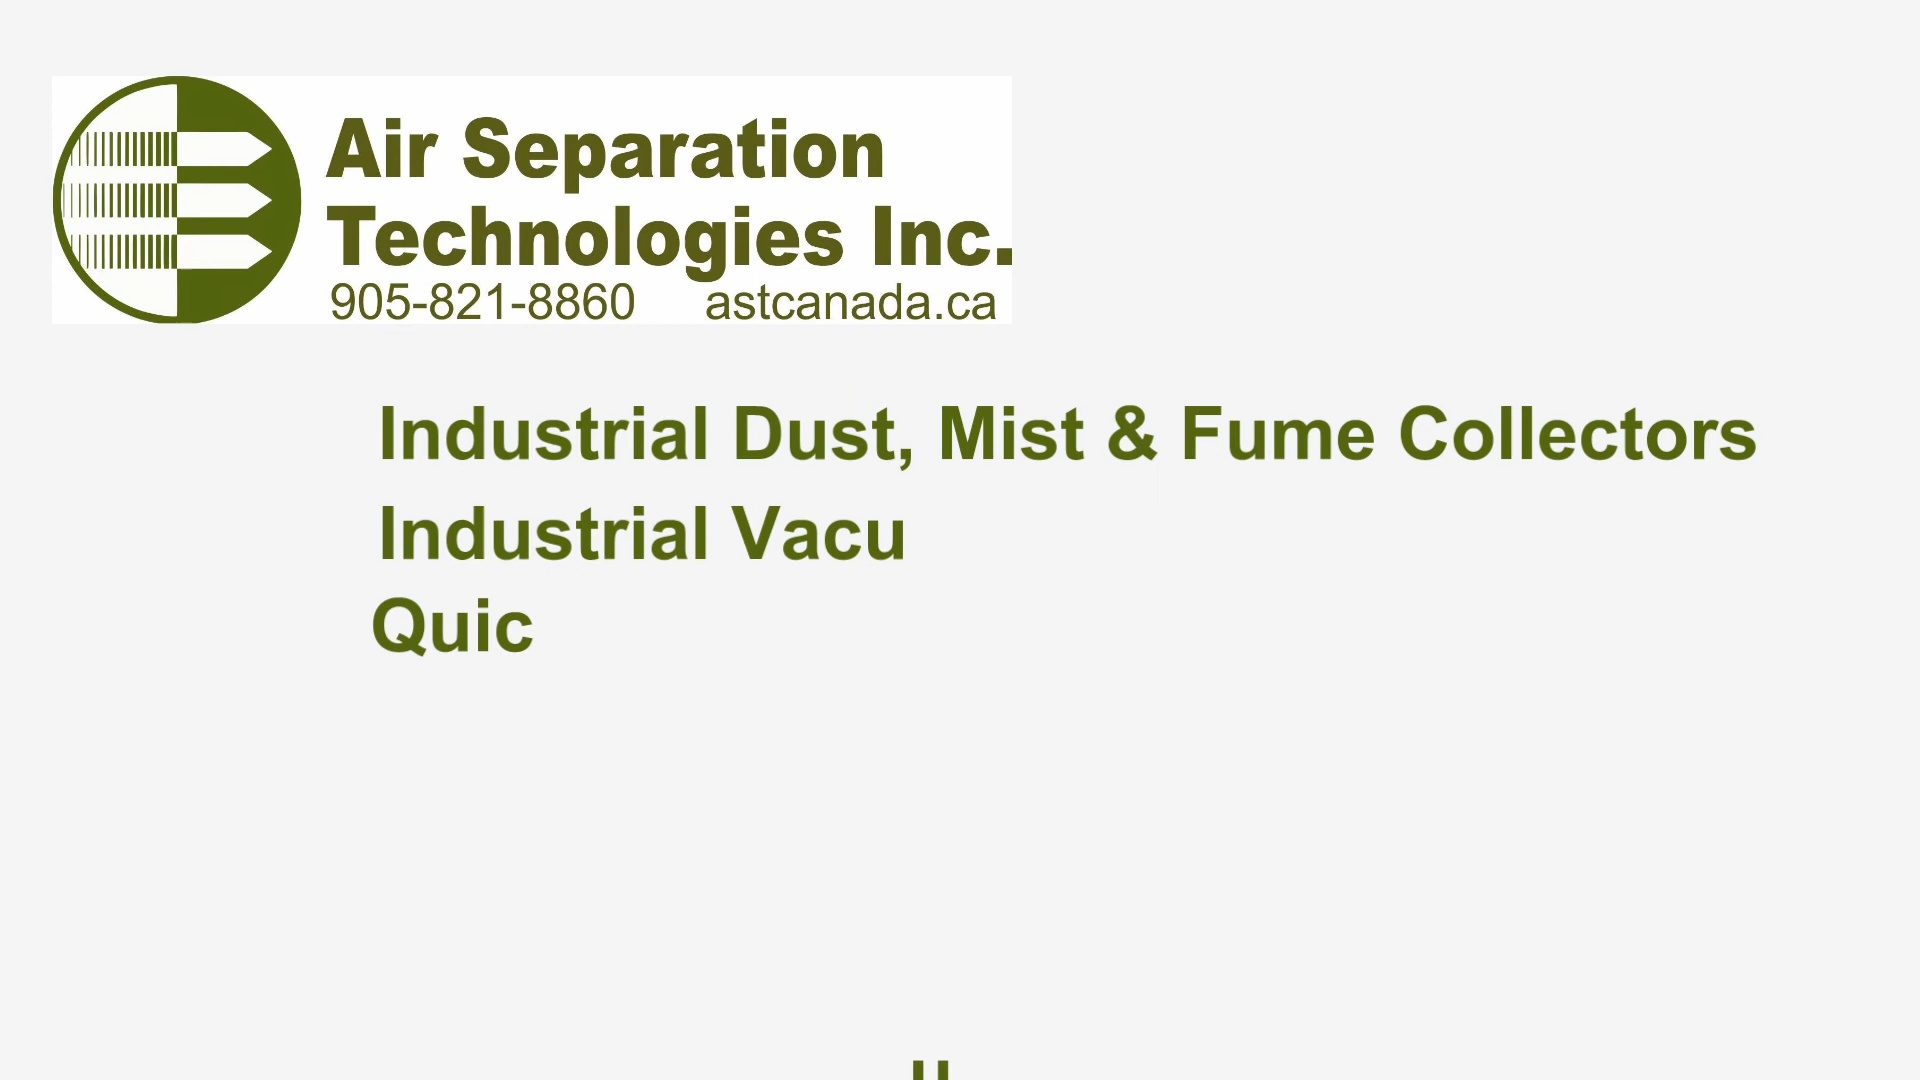 Air Separation
Technologies Inc.
905-821-8860 astcanada.ca
Industrial Dust, Mist & Fume Collectors
Industrial Vacu
Quic